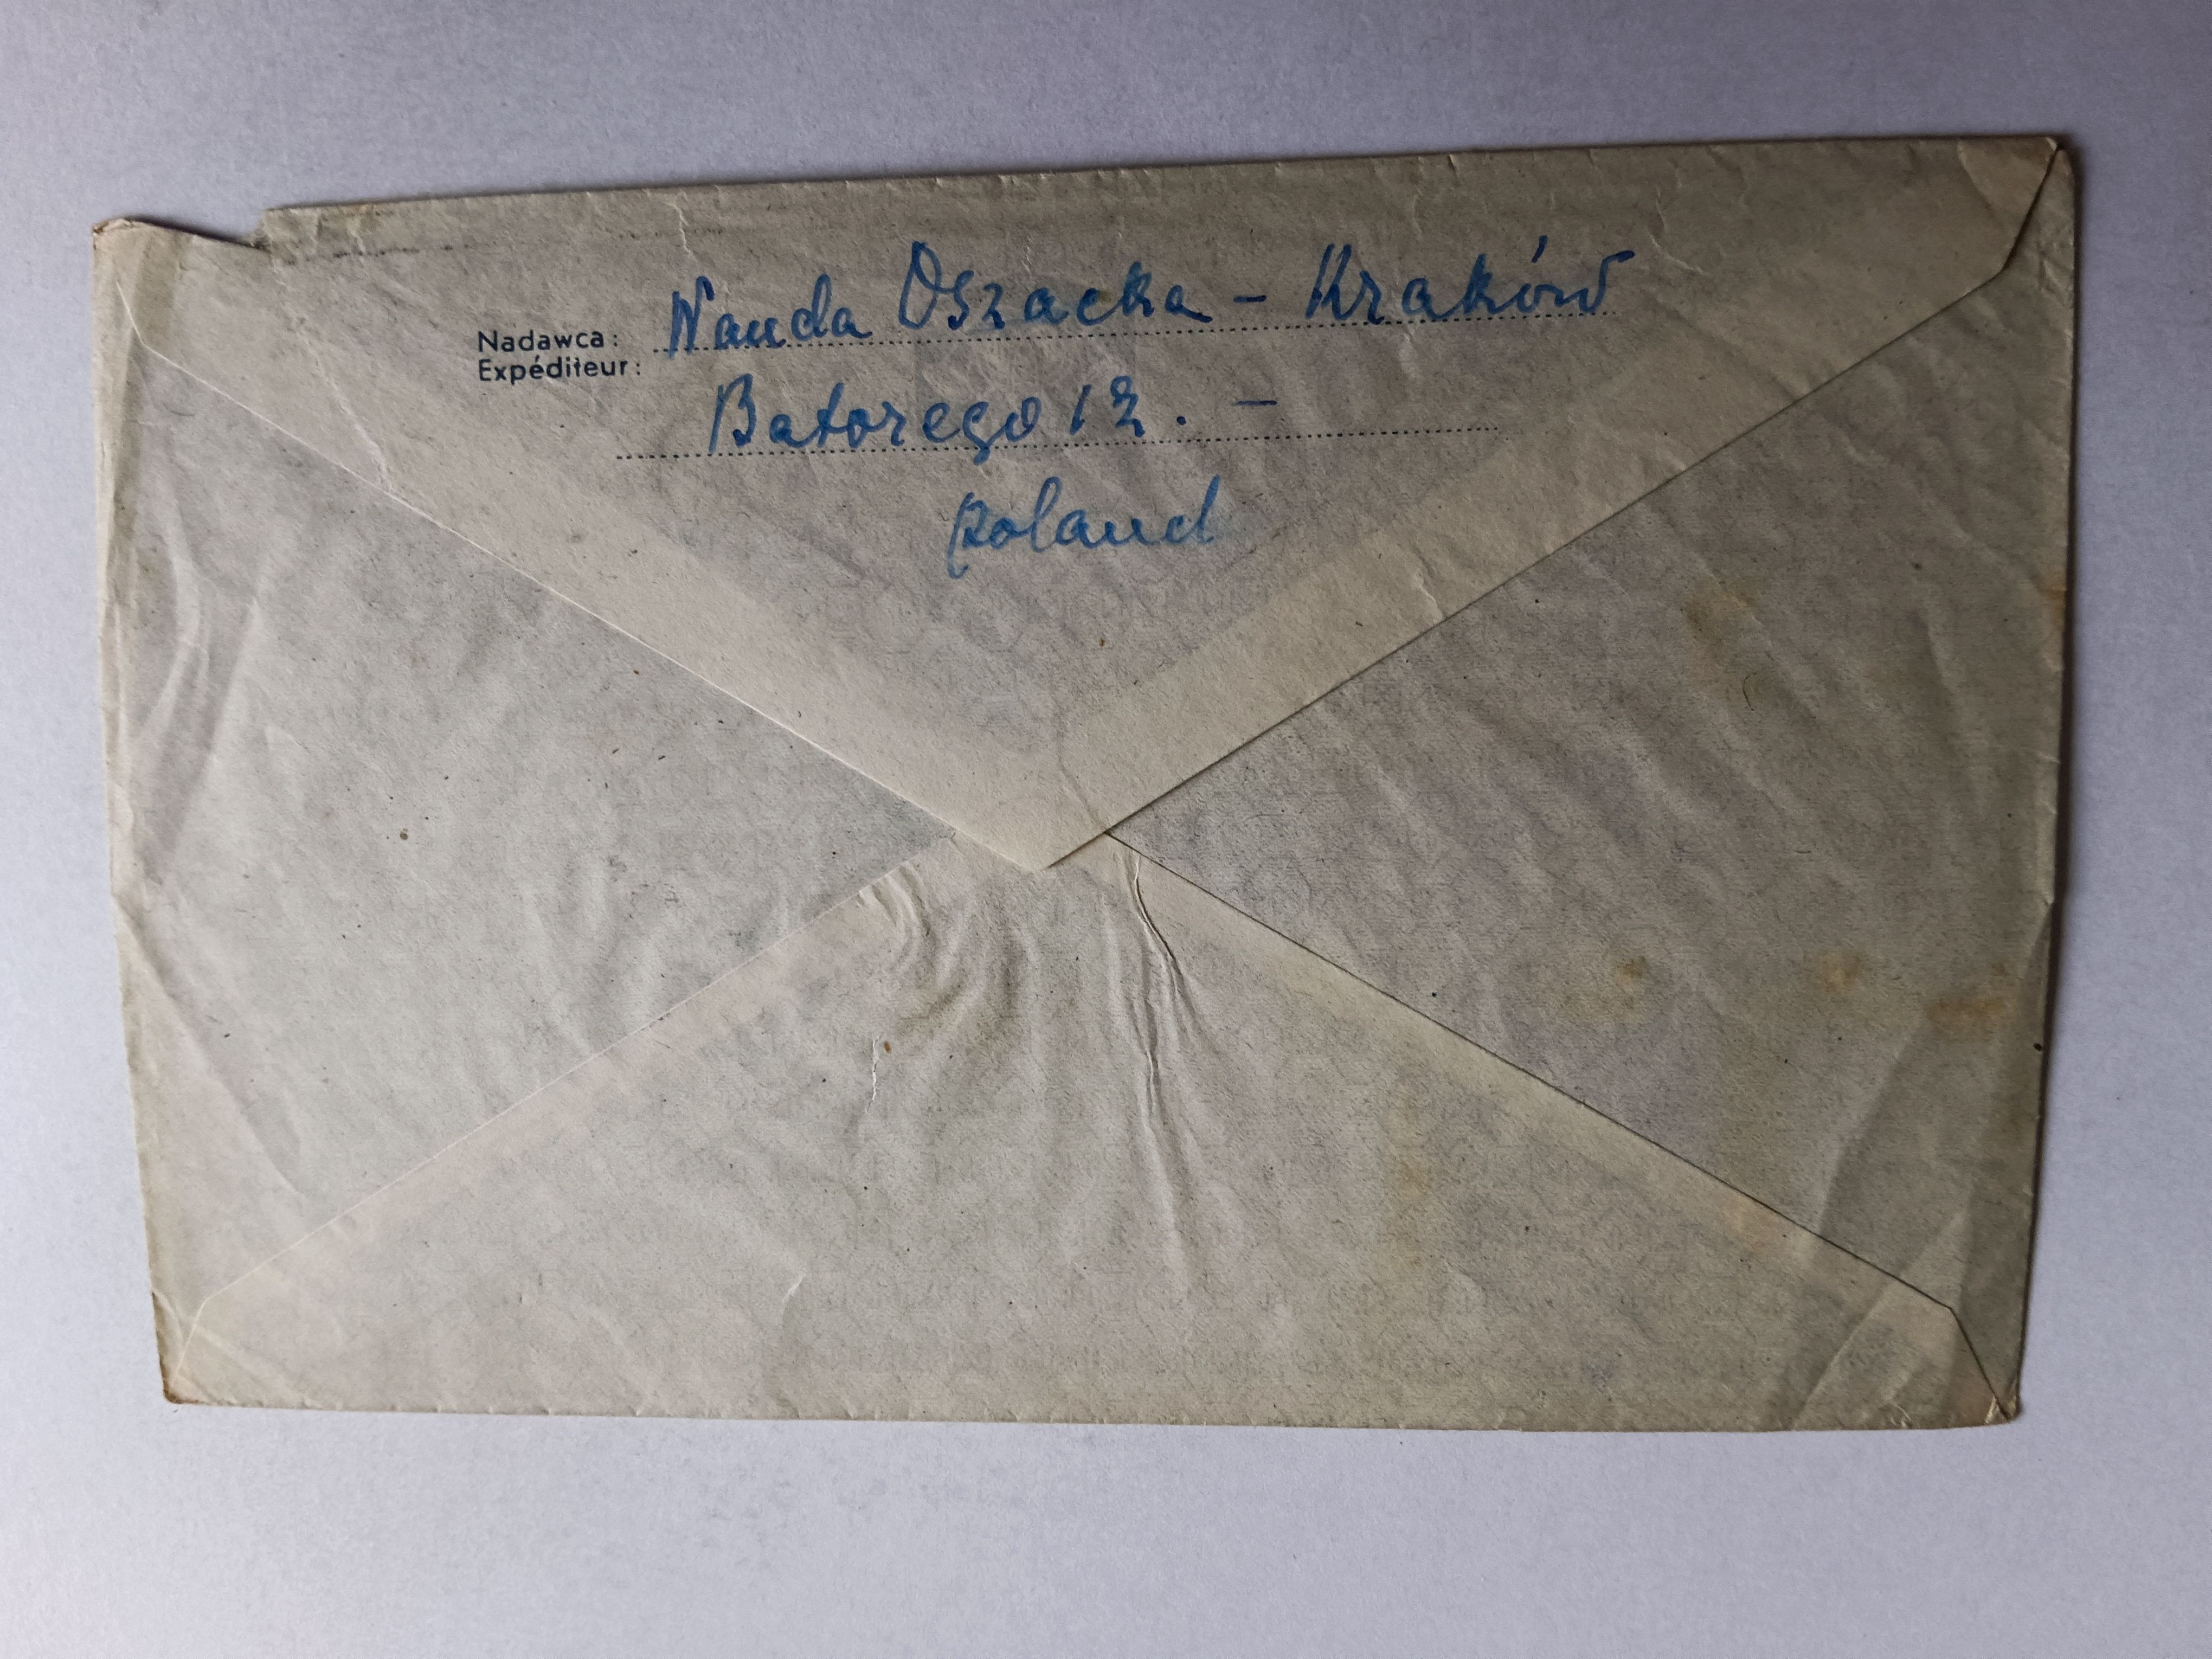 Nadawca: Wanda Oszacka - Kraków
Expéditeur:
Batorego 12. -
Poland